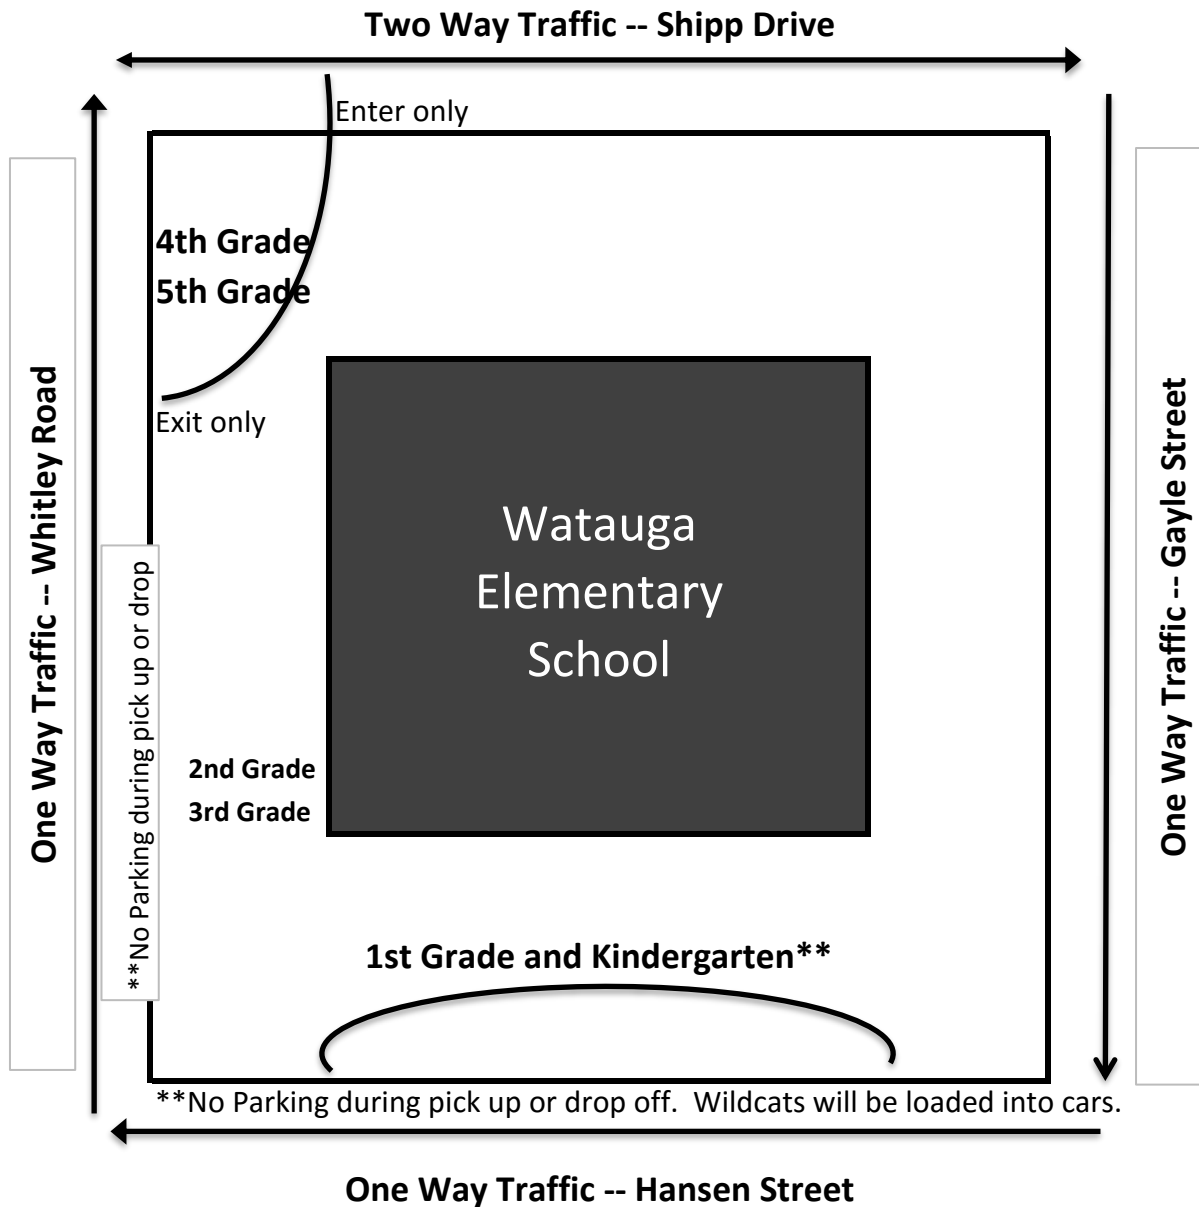 Two Way Traffic -- Shipp Drive
Enter only
4th Grade
5th Grade
Exit only
One Way Traffic -- Whitley Road
One Way Traffic -- Gayle Street
Watauga
Elementary
School
**No Parking during pick up or drop
2nd Grade
3rd Grade
1st Grade and Kindergarten**
**No Parking during pick up or drop off.  Wildcats will be loaded into cars.
One Way Traffic -- Hansen Street